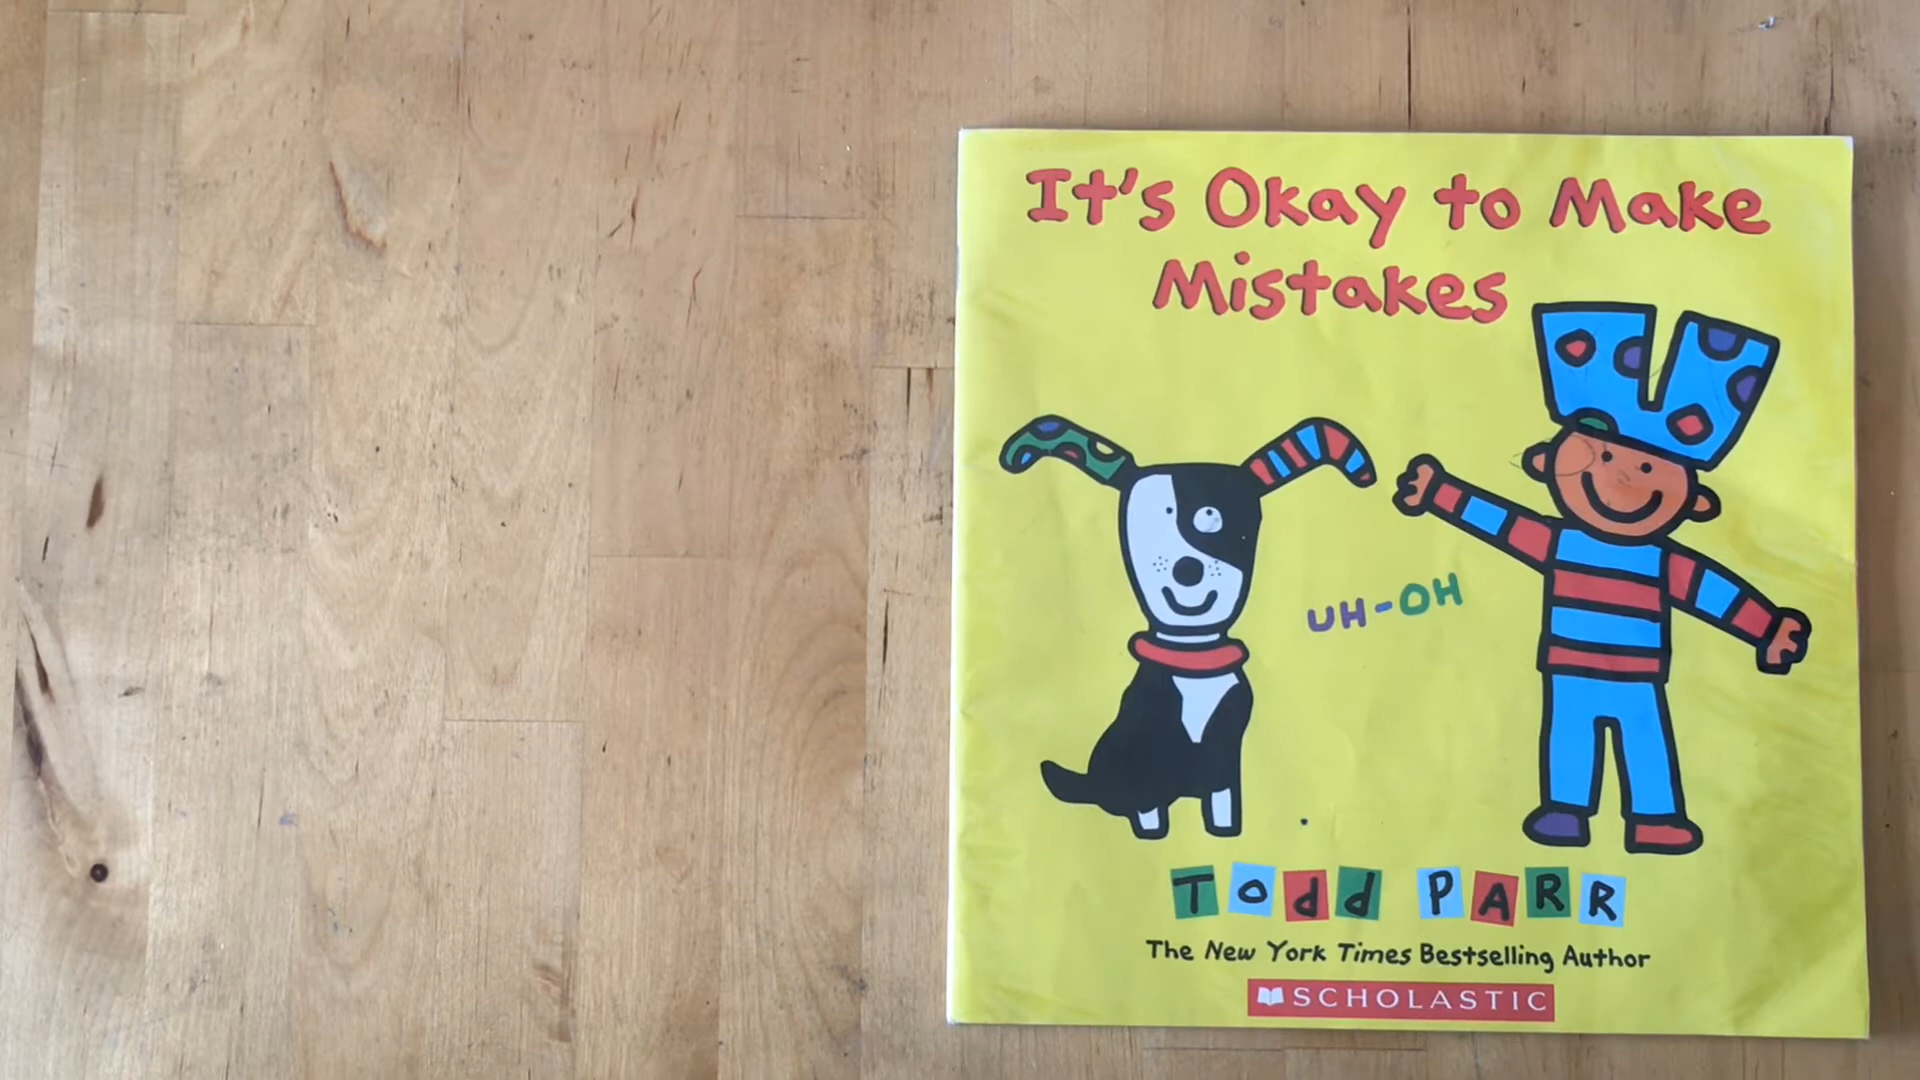 It's Okay to Make
Mistakes
UH-OH
Todd PARR
The New York Times Bestselling Author
SCHOLASTIC